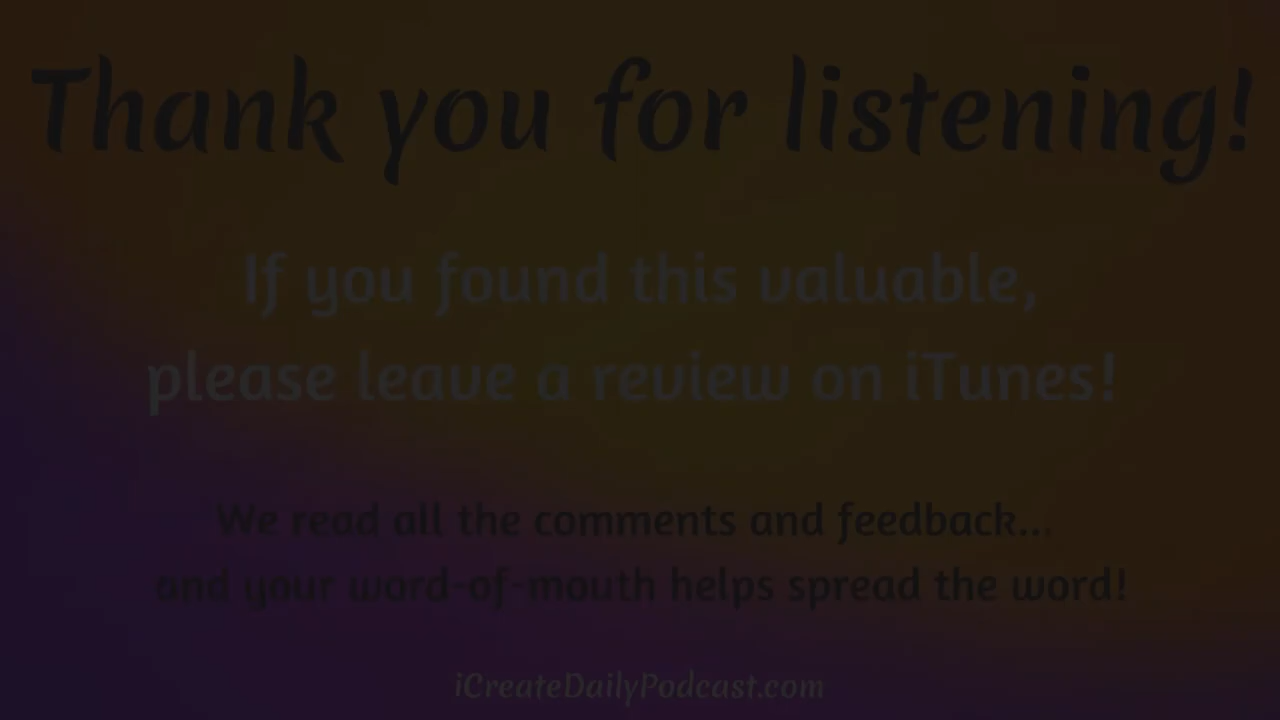 Thank you for listening!
If you found this valuable,
please leave a review on iTunes!
We read all the comments and feedback...
and your word-of-mouth helps spread the word!
iCreateDailyPodcast.com